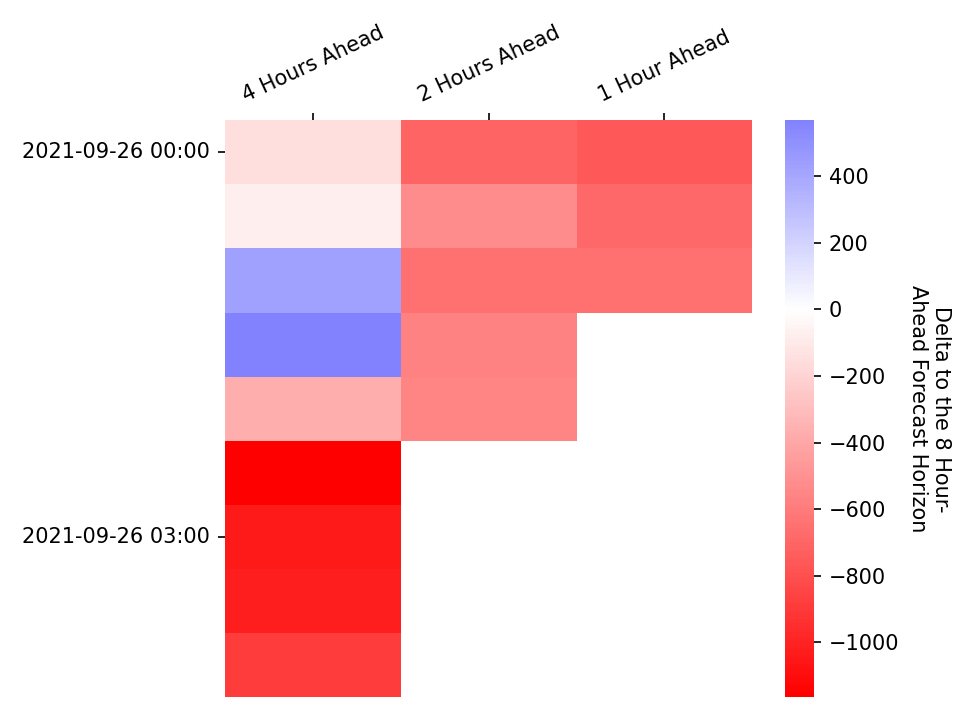 4 Hours Ahead
2 Hours Ahead
1 Hour Ahead
2021-09-26 00:00
2021-09-26 03:00
400
200
0
−200
−400
−600
−800
−1000
Delta to the 8 Hour-
Ahead Forecast Horizon